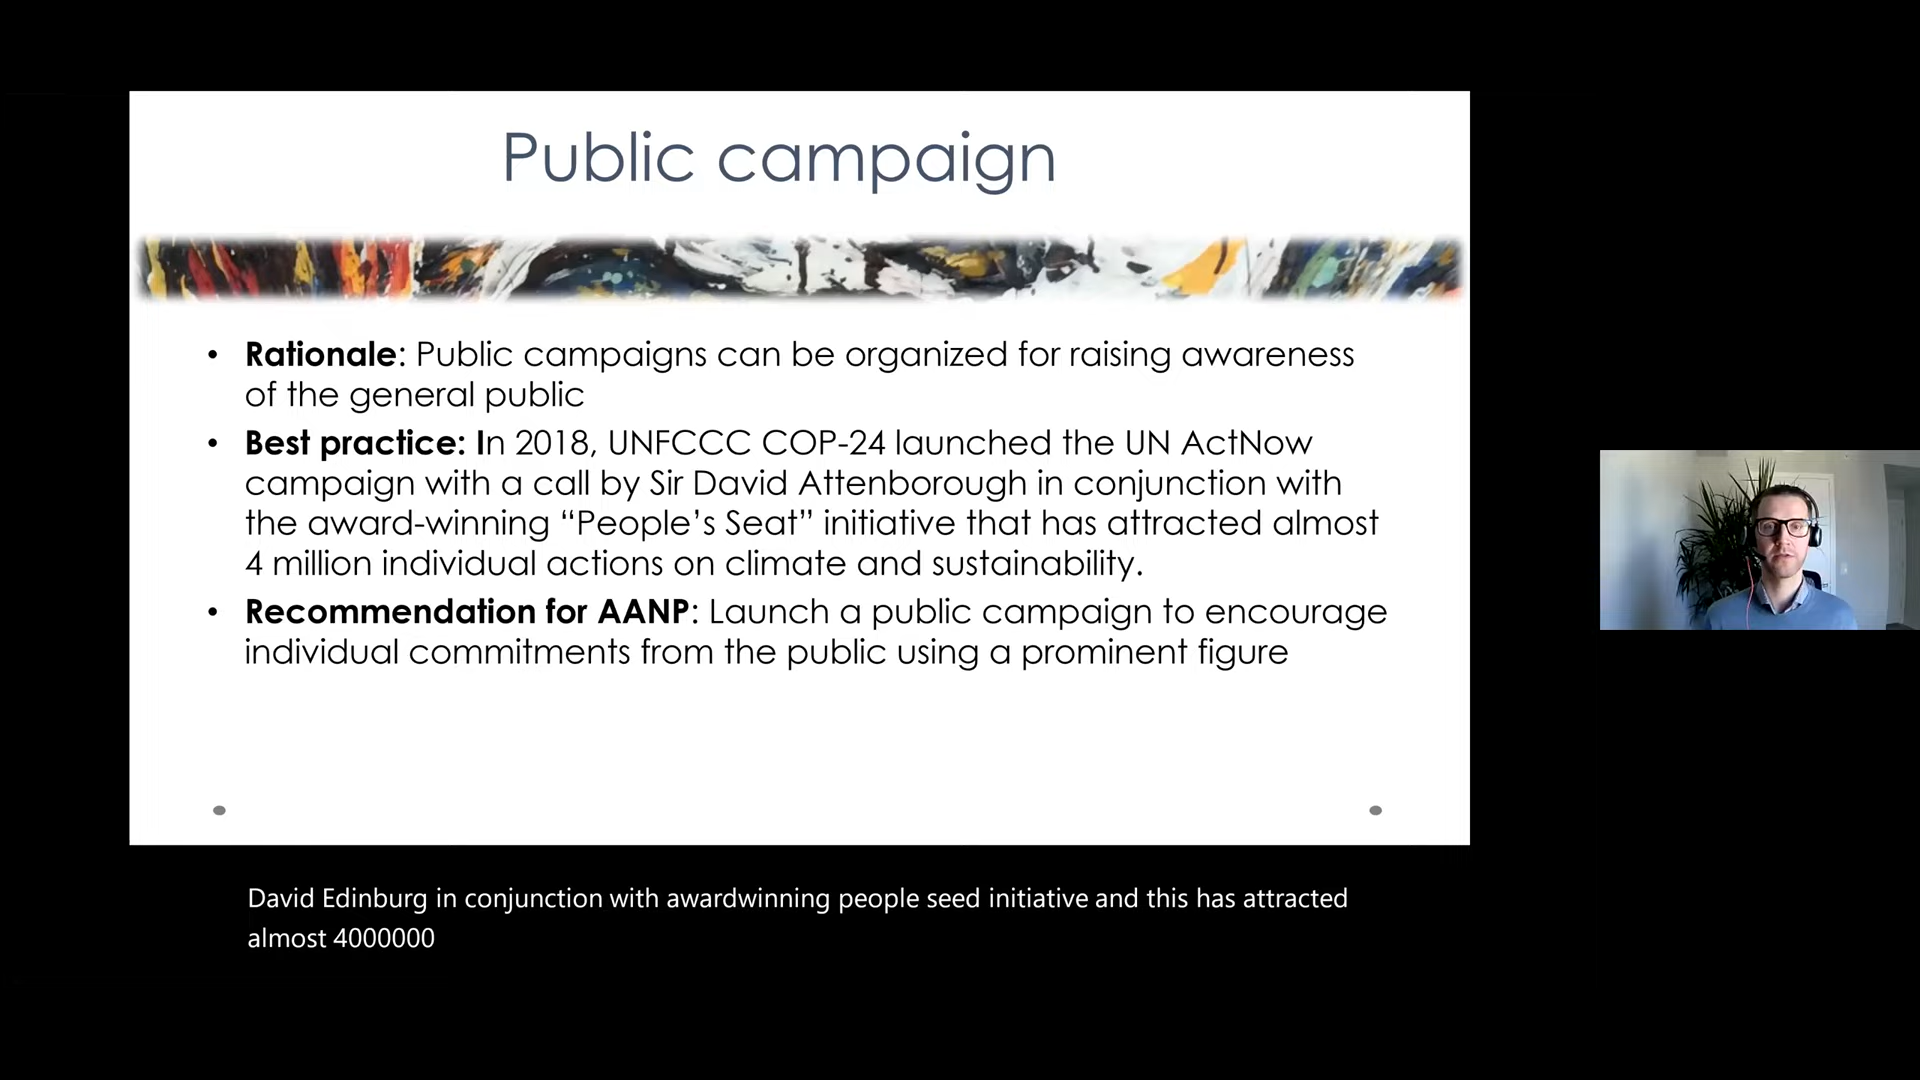 Public campaign
• Rationale: Public campaigns can be organized for raising awareness
of the general public
• Best practice: In 2018, UNFCCC COP-24 launched the UN ActNow
campaign with a call by Sir David Attenborough in conjunction with
the award-winning “People’s Seat” initiative that has attracted almost
4 million individual actions on climate and sustainability.
• Recommendation for AANP: Launch a public campaign to encourage
individual commitments from the public using a prominent figure
David Edinburg in conjunction with awardwinning people seed initiative and this has attracted
almost 4000000